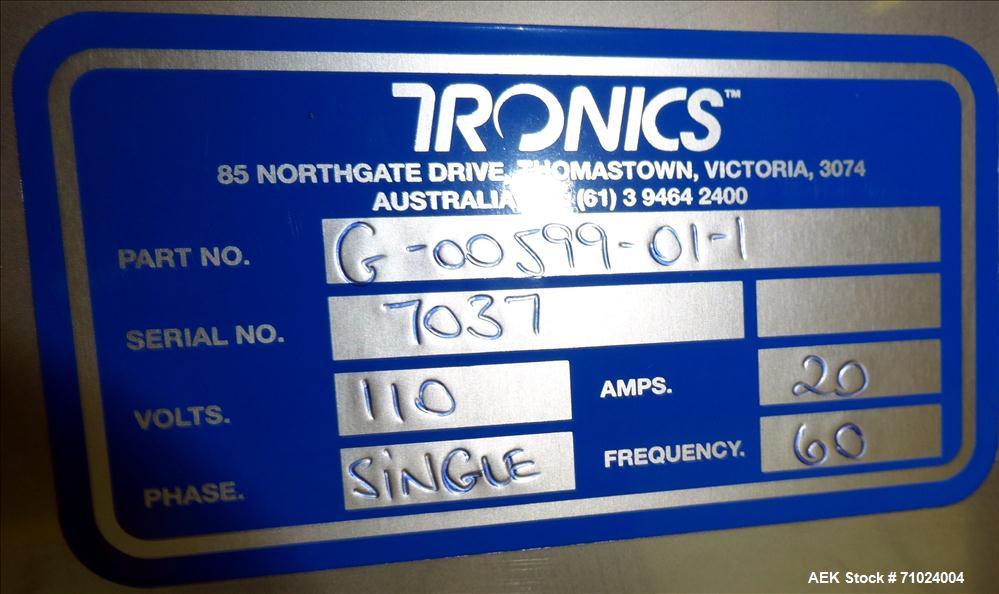 TRONICS™
85 NORTHGATE DRIVE, THOMASTOWN, VICTORIA, 3074
AUSTRALIA (61) 3 9464 2400
PART NO. G-00599-01-1
SERIAL NO. 7037
VOLTS. 110 AMPS. 20
PHASE. SiNGLE FREQUENCY. 60
AEK Stock # 71024004